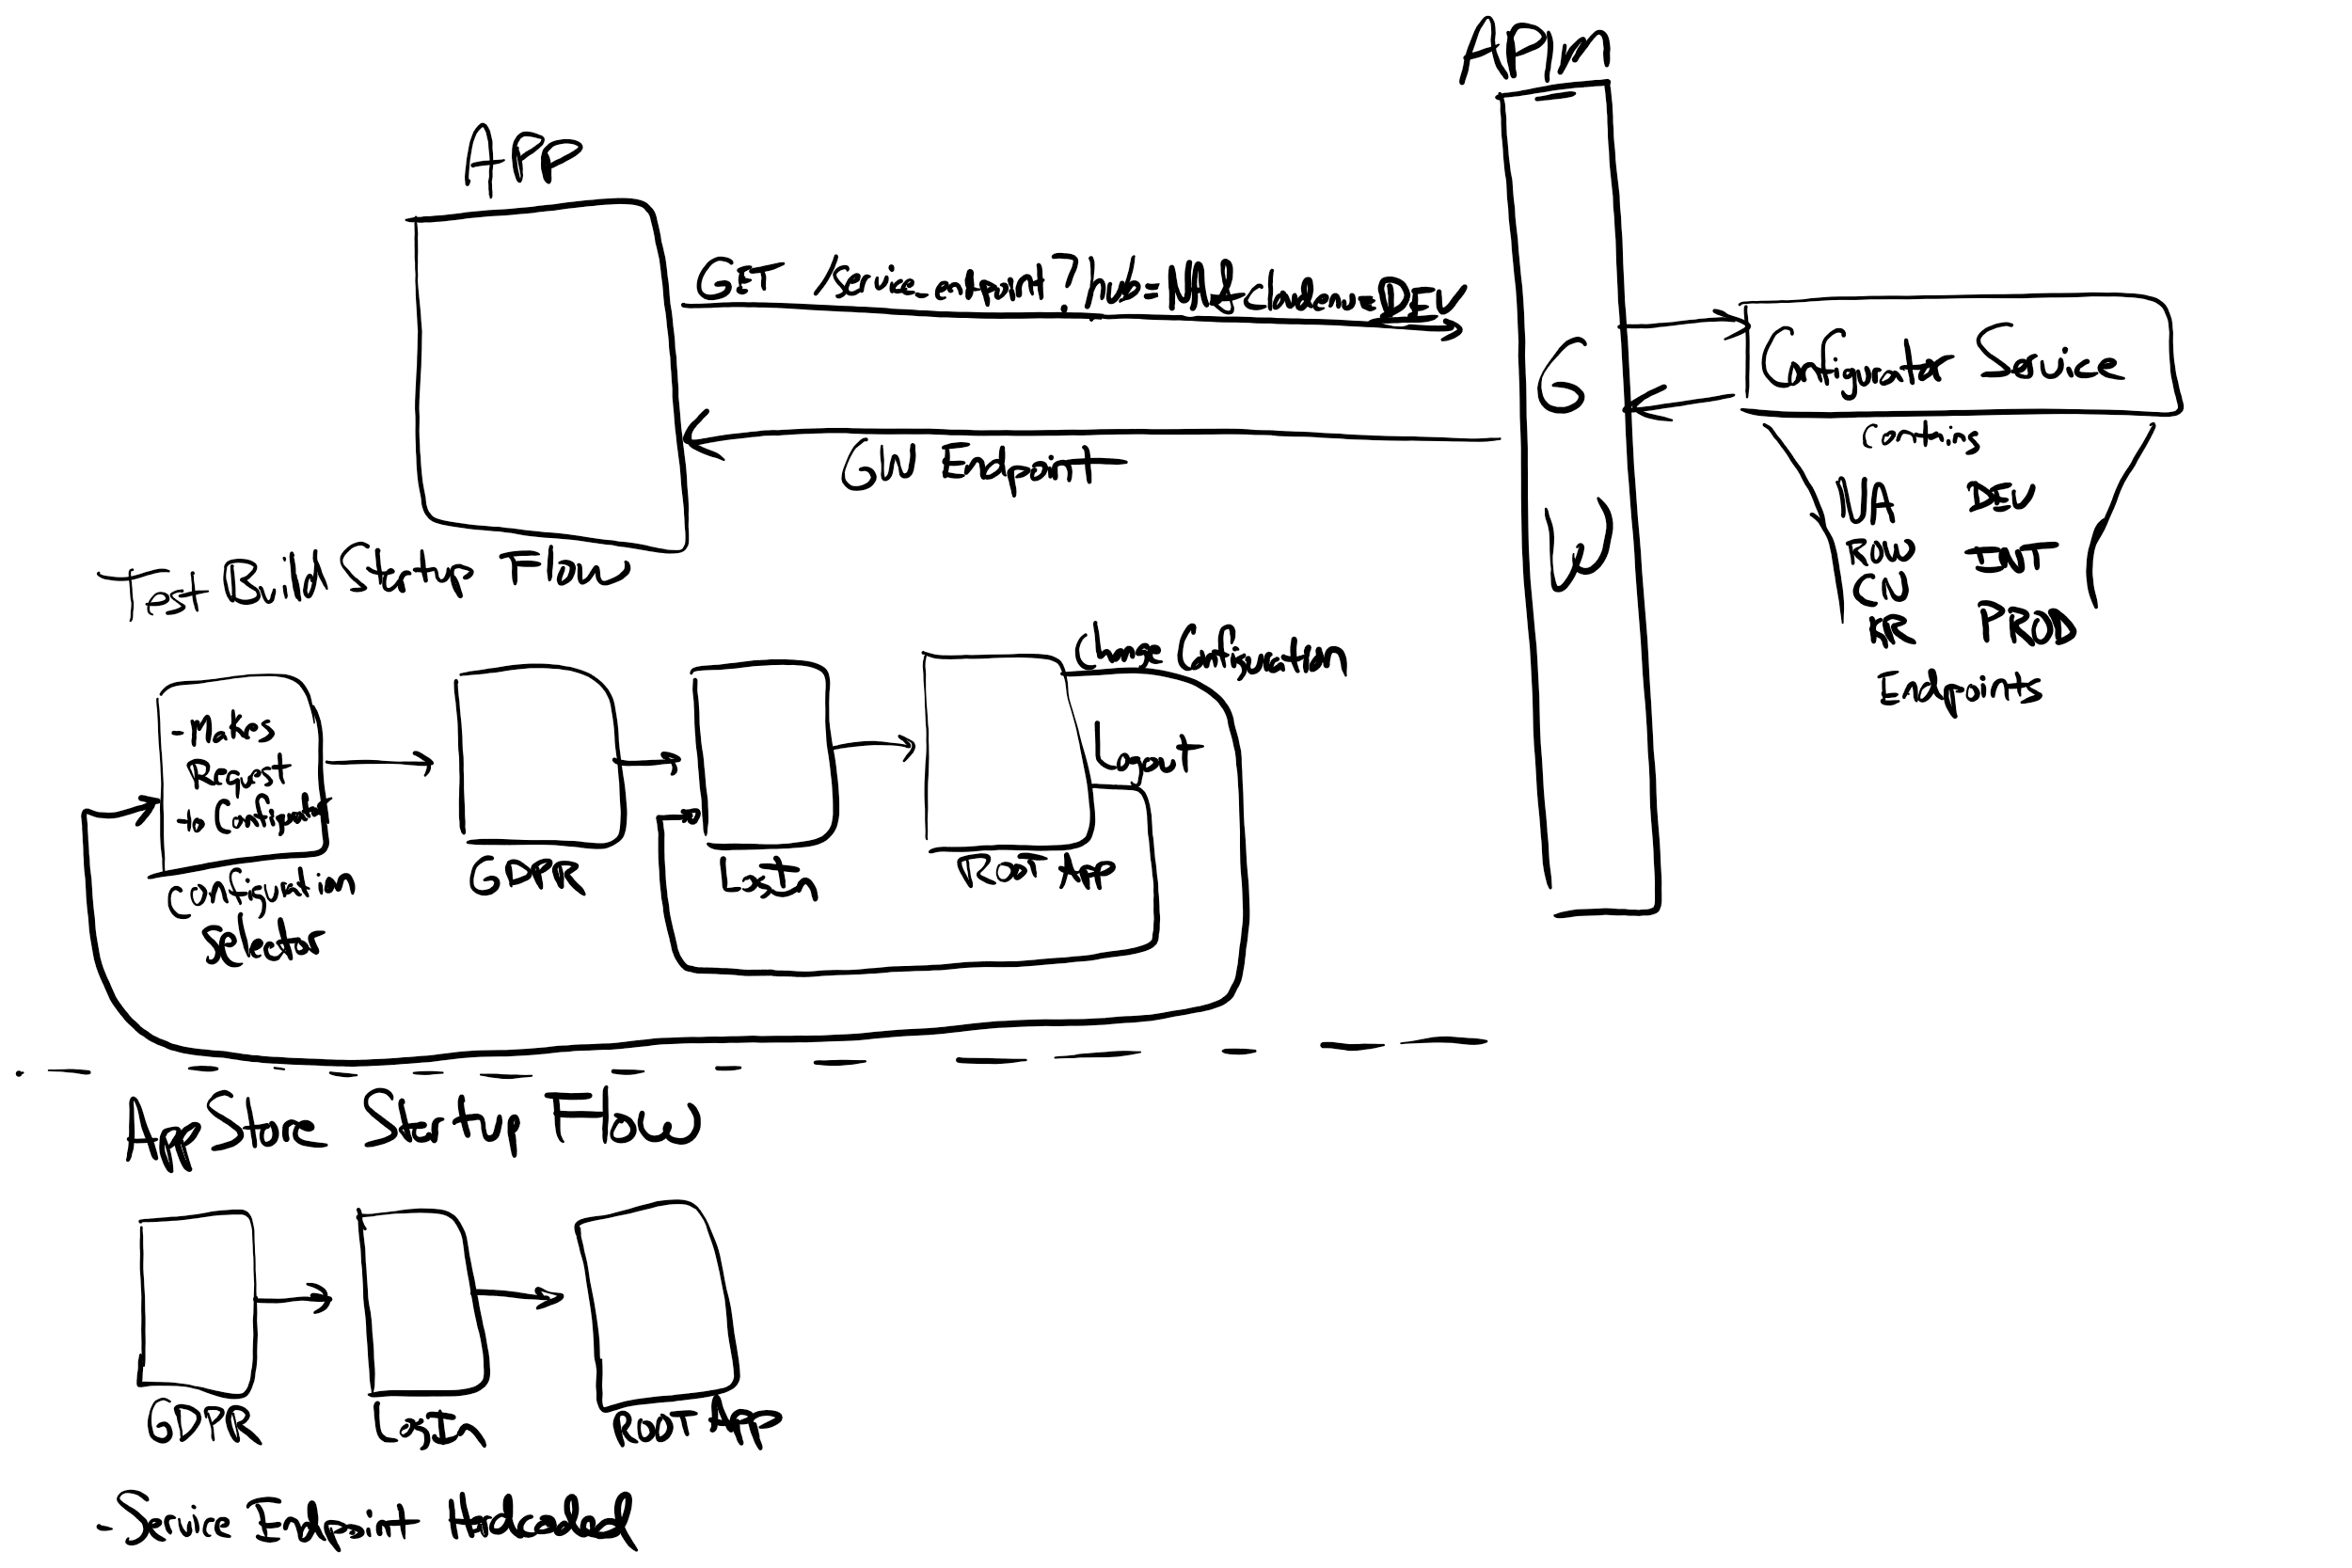 APIM
APP
GET /service_endpoint?hub=NA&cloudenv=DEV
G
W
Configurator Service
GW Endpoint
Contains
NA DEV
ROW INT
CN PROD
KR
Endpoints
Test Build Startup Flow
Change Configuration
Logout
-Makes
Request
to Configurator
Configuration
Selector
GDPR
LogIn
ROOT App
App Store Startup Flow
GDPR
LogIn
ROOT APP
-Service Endpoint Hardcoded